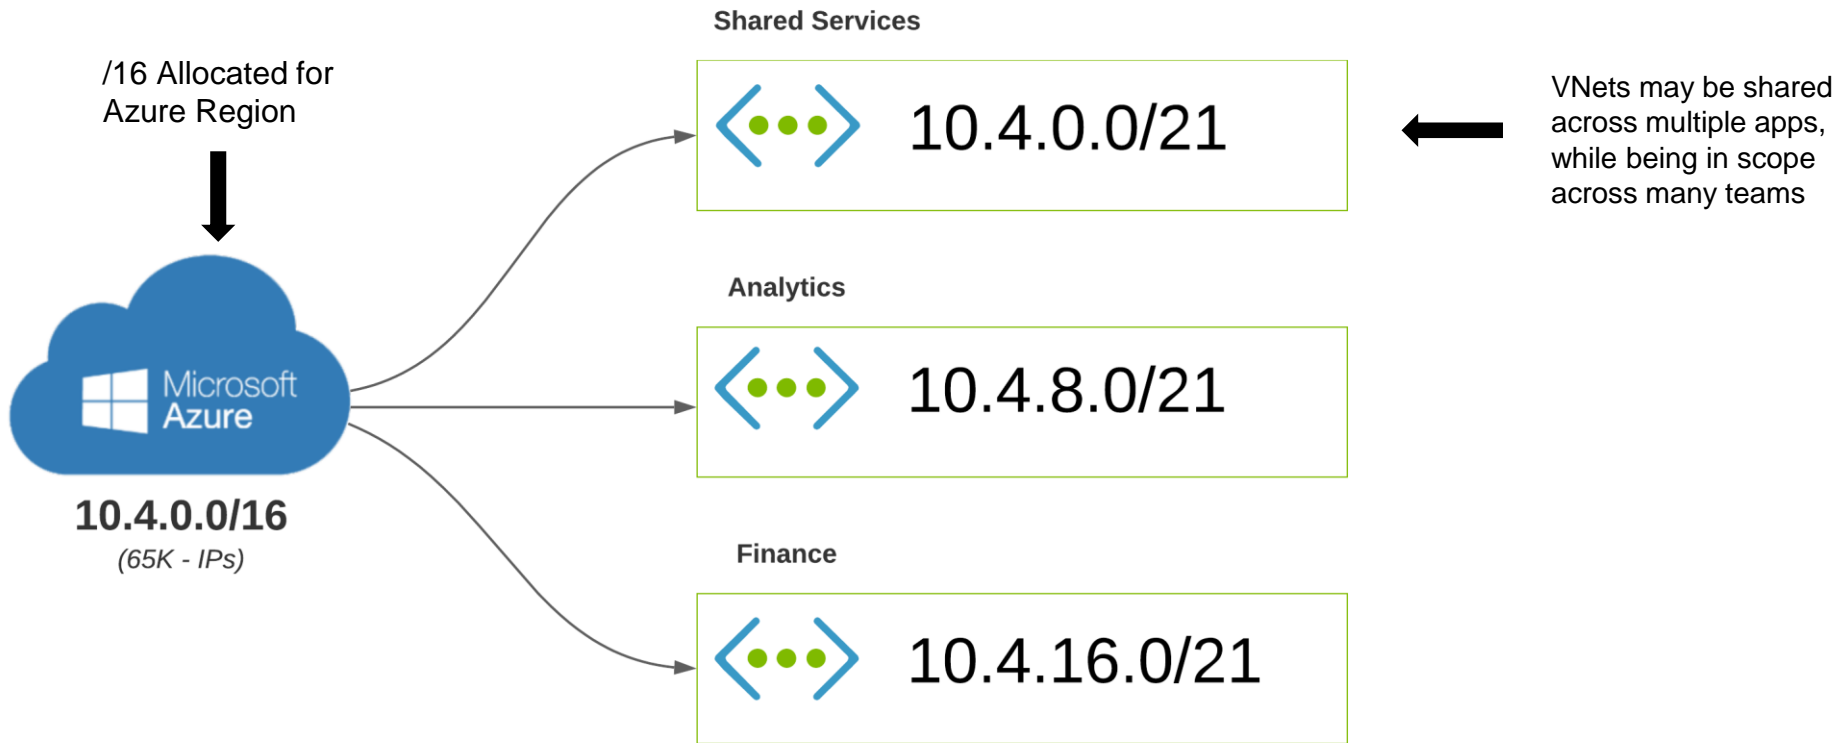 Shared Services
/16 Allocated for
Azure Region
10.4.0.0/21
VNets may be shared
across multiple apps,
while being in scope
across many teams
Analytics
Microsoft
Azure
10.4.8.0/21
10.4.0.0/16
(65K - IPs)
Finance
10.4.16.0/21